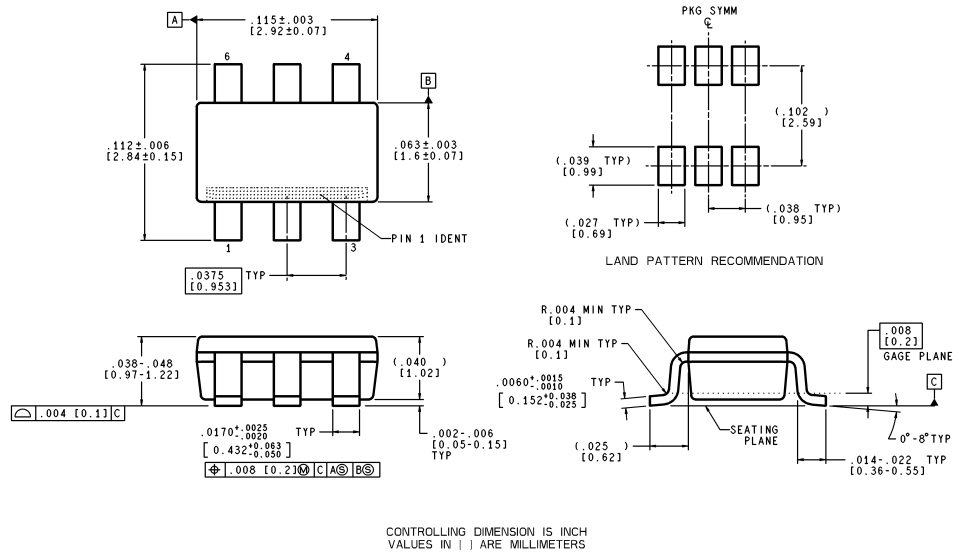 A
.115±.003
[2.92±0.07]
6
4
B
.112±.006
[2.84±0.15]
.063±.003
[1.6±0.07]
1
3
PIN 1 IDENT
.0375
[0.953]
TYP
PKG SYMM
℄
(.102 )
[2.59]
(.039 TYP)
[0.99]
(.027 TYP)
[0.69]
(.038 TYP)
[0.95]
LAND PATTERN RECOMMENDATION
.038-.048
[0.97-1.22]
(.040 )
[1.02]
⌓ .004 [0.1] C
.0170+.0025 -.0020
[0.432+0.063 -0.050]
TYP
⌖ .008 [0.2]Ⓜ C AⓈ BⓈ
.002-.006
[0.05-0.15]
TYP
R.004 MIN TYP
[0.1]
R.004 MIN TYP
[0.1]
.0060+.0015 -.0010
[0.152+0.038 -0.025]
TYP
.008
[0.2]
GAGE PLANE
C
SEATING
PLANE
0°-8° TYP
(.025 )
[0.62]
.014-.022 TYP
[0.36-0.55]
CONTROLLING DIMENSION IS INCH
VALUES IN [ ] ARE MILLIMETERS